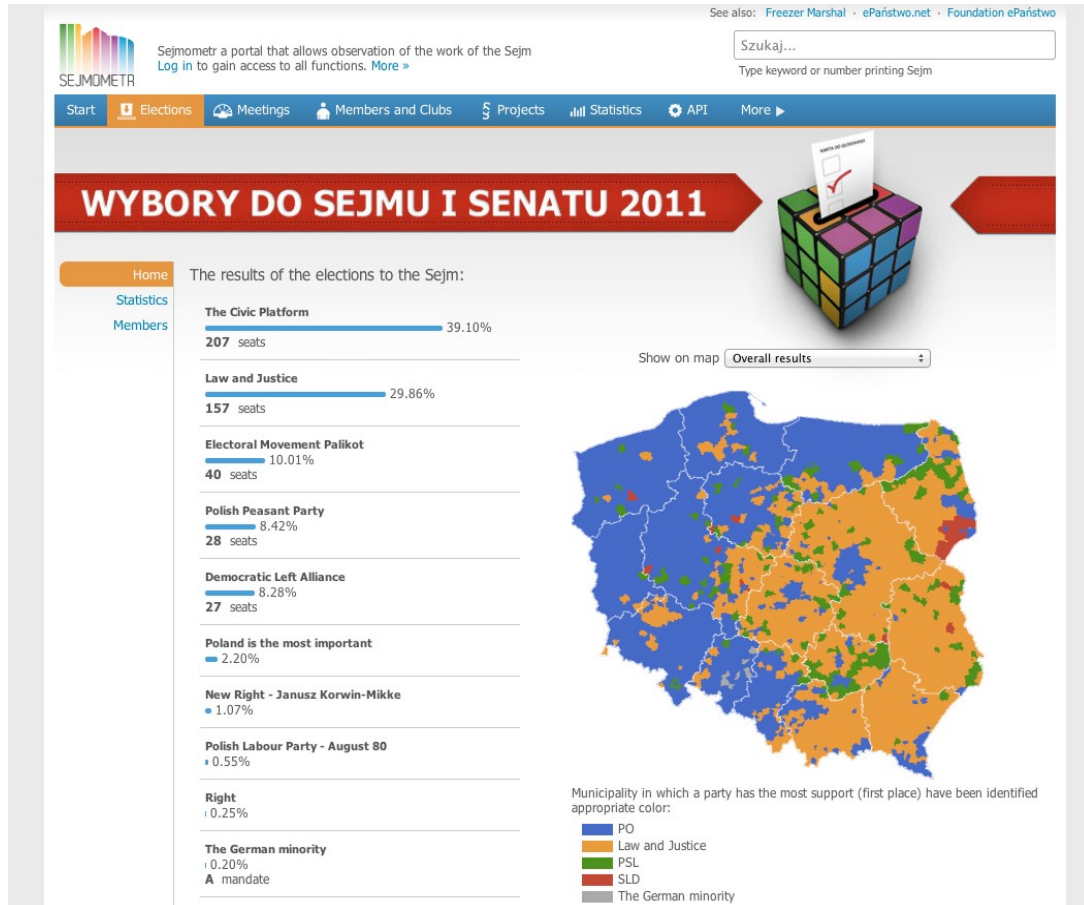 See also: Freezer Marshal · ePaństwo.net · Foundation ePaństwo
SEJMOMETR
Sejmometr a portal that allows observation of the work of the Sejm
Log in to gain access to all functions. More »
Szukaj...
Type keyword or number printing Sejm
Start Elections Meetings Members and Clubs § Projects Statistics API More ▶
KARTA DO GŁOSOWANIA
WYBORY DO SEJMU I SENATU 2011
Home
Statistics
Members
The results of the elections to the Sejm:
The Civic Platform
39.10%
207 seats
Law and Justice
29.86%
157 seats
Electoral Movement Palikot
10.01%
40 seats
Polish Peasant Party
8.42%
28 seats
Democratic Left Alliance
8.28%
27 seats
Poland is the most important
2.20%
New Right - Janusz Korwin-Mikke
1.07%
Polish Labour Party - August 80
0.55%
Right
0.25%
The German minority
0.20%
A mandate
Show on map Overall results
Municipality in which a party has the most support (first place) have been identified
appropriate color:
PO
Law and Justice
PSL
SLD
The German minority